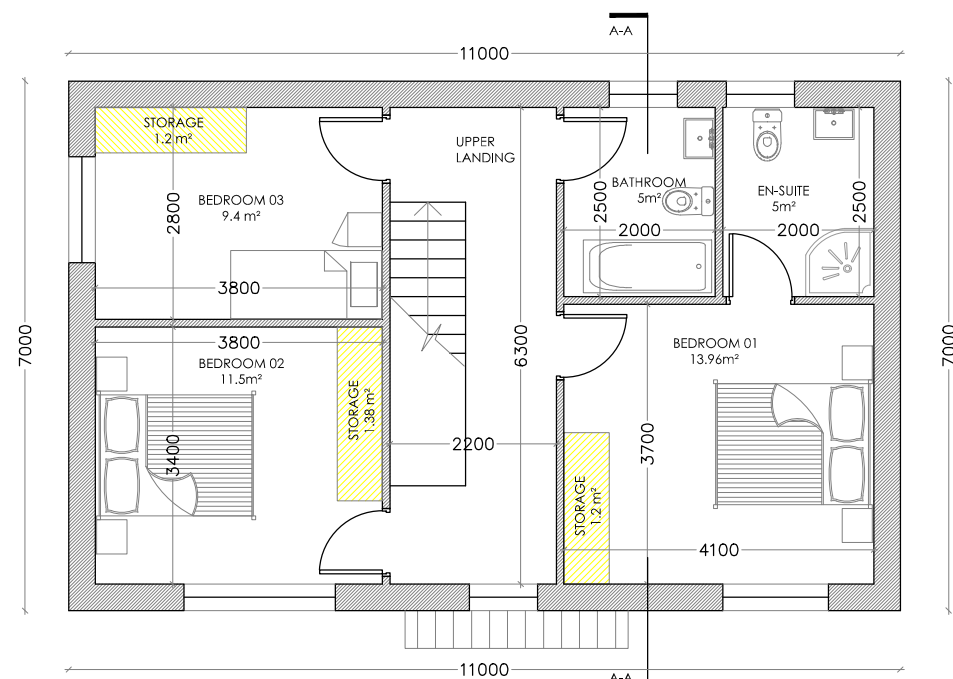 A-A
11000
STORAGE
1.2 m²
UPPER
LANDING
BATHROOM
5m²
EN-SUITE
5m²
2500
2500
2000
2000
BEDROOM 03
9.4 m²
2800
3800
7000
7000
3800
BEDROOM 02
11.5m²
6300
BEDROOM 01
13.96m²
STORAGE
1.38 m²
3400
2200
3700
STORAGE
1.2 m²
4100
11000
A-A